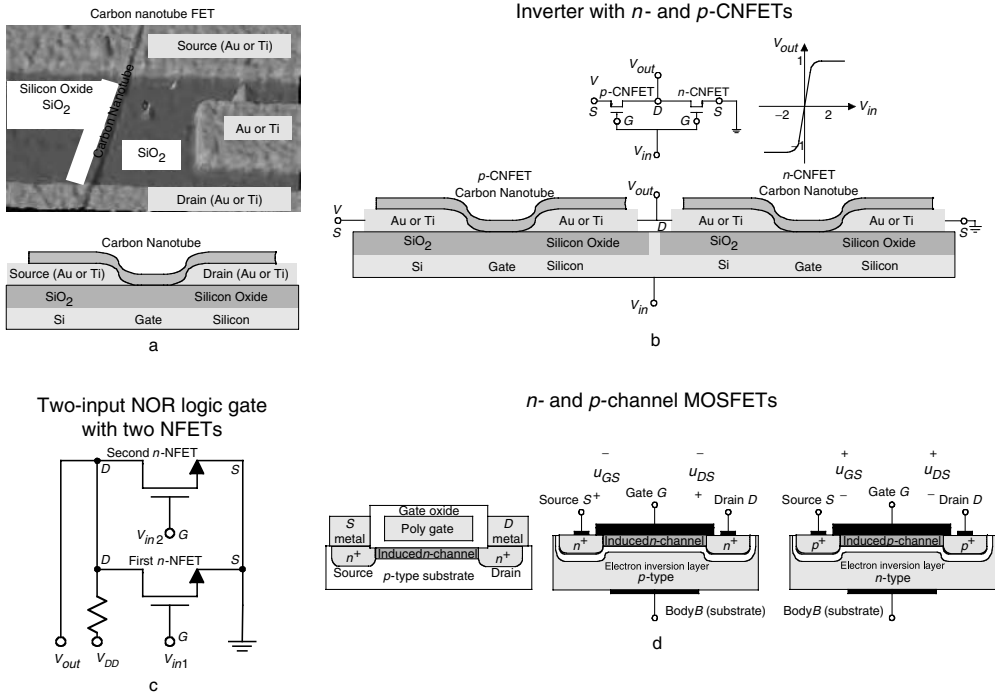 Carbon nanotube FET
Source (Au or Ti)
Silicon Oxide
SiO2
Carbon Nanotube
Au or Ti
SiO2
Drain (Au or Ti)
Carbon Nanotube
Source (Au or Ti)
Drain (Au or Ti)
SiO2
Silicon Oxide
Si
Gate
Silicon
a
Inverter with n- and p-CNFETs
Vout
V
p-CNFET
n-CNFET
S
D
S
G
G
Vin
Vout
1
−2
2
Vin
−1
p-CNFET
Carbon Nanotube
Vout
n-CNFET
Carbon Nanotube
V
S
Au or Ti
Au or Ti
D
Au or Ti
Au or Ti
S
SiO2
Silicon Oxide
SiO2
Silicon Oxide
Si
Gate
Silicon
Si
Gate
Silicon
Vin
b
Two-input NOR logic gate
with two NFETs
Second n-NFET
D
S
Vin2
G
D
First n-NFET
S
G
Vout
VDD
Vin1
c
n- and p-channel MOSFETs
Gate oxide
S
metal
Poly gate
D
metal
n+
Induced n-channel
n+
Source
p-type substrate
Drain
−
−
uGS
uDS
Source S
+
Gate G
+
Drain D
n+
Induced n-channel
n+
Electron inversion layer
p-type
Body B (substrate)
+
+
uGS
uDS
Source S
−
Gate G
−
Drain D
p+
Induced p-channel
p+
Electron inversion layer
n-type
Body B (substrate)
d